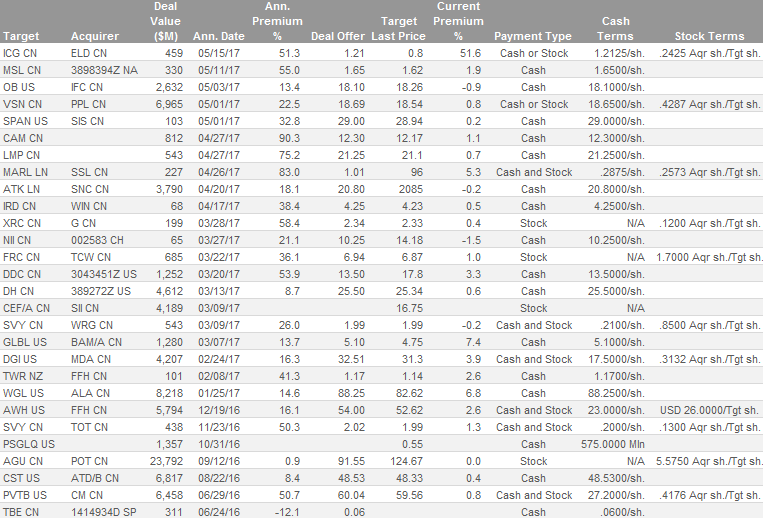 Deal Ann. Current
Value Premium Target Premium Cash
Target Acquirer ($M) Ann. Date % Deal Offer Last Price % Payment Type Terms Stock Terms
ICG CN ELD CN 459 05/15/17 51.3 1.21 0.8 51.6 Cash or Stock 1.2125/sh. .2425 Aqr sh./Tgt sh.
MSL CN 3898394Z NA 330 05/11/17 55.0 1.65 1.62 1.9 Cash 1.6500/sh.
OB US IFC CN 2,632 05/03/17 13.4 18.10 18.26 -0.9 Cash 18.1000/sh.
VSN CN PPL CN 6,965 05/01/17 22.5 18.69 18.54 0.8 Cash or Stock 18.6500/sh. .4287 Aqr sh./Tgt sh.
SPAN US SIS CN 103 05/01/17 32.8 29.00 28.94 0.2 Cash 29.0000/sh.
CAM CN 812 04/27/17 90.3 12.30 12.17 1.1 Cash 12.3000/sh.
LMP CN 543 04/27/17 75.2 21.25 21.1 0.7 Cash 21.2500/sh.
MARL LN SSL CN 227 04/26/17 83.0 1.01 96 5.3 Cash and Stock .2875/sh. .2573 Aqr sh./Tgt sh.
ATK LN SNC CN 3,790 04/20/17 18.1 20.80 2085 -0.2 Cash 20.8000/sh.
IRD CN WIN CN 68 04/17/17 38.4 4.25 4.23 0.5 Cash 4.2500/sh.
XRC CN G CN 199 03/28/17 58.4 2.34 2.33 0.4 Stock N/A .1200 Aqr sh./Tgt sh.
NII CN 002583 CH 65 03/27/17 21.1 10.25 14.18 -1.5 Cash 10.2500/sh.
FRC CN TCW CN 685 03/22/17 36.1 6.94 6.87 1.0 Stock N/A 1.7000 Aqr sh./Tgt sh.
DDC CN 3043451Z US 1,252 03/20/17 53.9 13.50 17.8 3.3 Cash 13.5000/sh.
DH CN 389272Z US 4,612 03/13/17 8.7 25.50 25.34 0.6 Cash 25.5000/sh.
CEF/A CN SII CN 4,189 03/09/17 16.75 Stock N/A
SVY CN WRG CN 543 03/09/17 26.0 1.99 1.99 -0.2 Cash and Stock .2100/sh. .8500 Aqr sh./Tgt sh.
GLBL US BAM/A CN 1,280 03/07/17 13.7 5.10 4.75 7.4 Cash 5.1000/sh.
DGI US MDA CN 4,207 02/24/17 16.3 32.51 31.3 3.9 Cash and Stock 17.5000/sh. .3132 Aqr sh./Tgt sh.
TWR NZ FFH CN 101 02/08/17 41.3 1.17 1.14 2.6 Cash 1.1700/sh.
WGL US ALA CN 8,218 01/25/17 14.6 88.25 82.62 6.8 Cash 88.2500/sh.
AWH US FFH CN 5,794 12/19/16 16.1 54.00 52.62 2.6 Cash and Stock 23.0000/sh. USD 26.0000/Tgt sh.
SVY CN TOT CN 438 11/23/16 50.3 2.02 1.99 1.3 Cash and Stock .2000/sh. .1300 Aqr sh./Tgt sh.
PSGLQ US 1,357 10/31/16 0.55 Cash 575.0000 Mln
AGU CN POT CN 23,792 09/12/16 0.9 91.55 124.67 0.0 Stock N/A 5.5750 Aqr sh./Tgt sh.
CST US ATD/B CN 6,817 08/22/16 8.4 48.53 48.33 0.4 Cash 48.5300/sh.
PVTB US CM CN 6,458 06/29/16 50.7 60.04 59.56 0.8 Cash and Stock 27.2000/sh. .4176 Aqr sh./Tgt sh.
TBE CN 1414934D SP 311 06/24/16 -12.1 0.06 Cash .0600/sh.